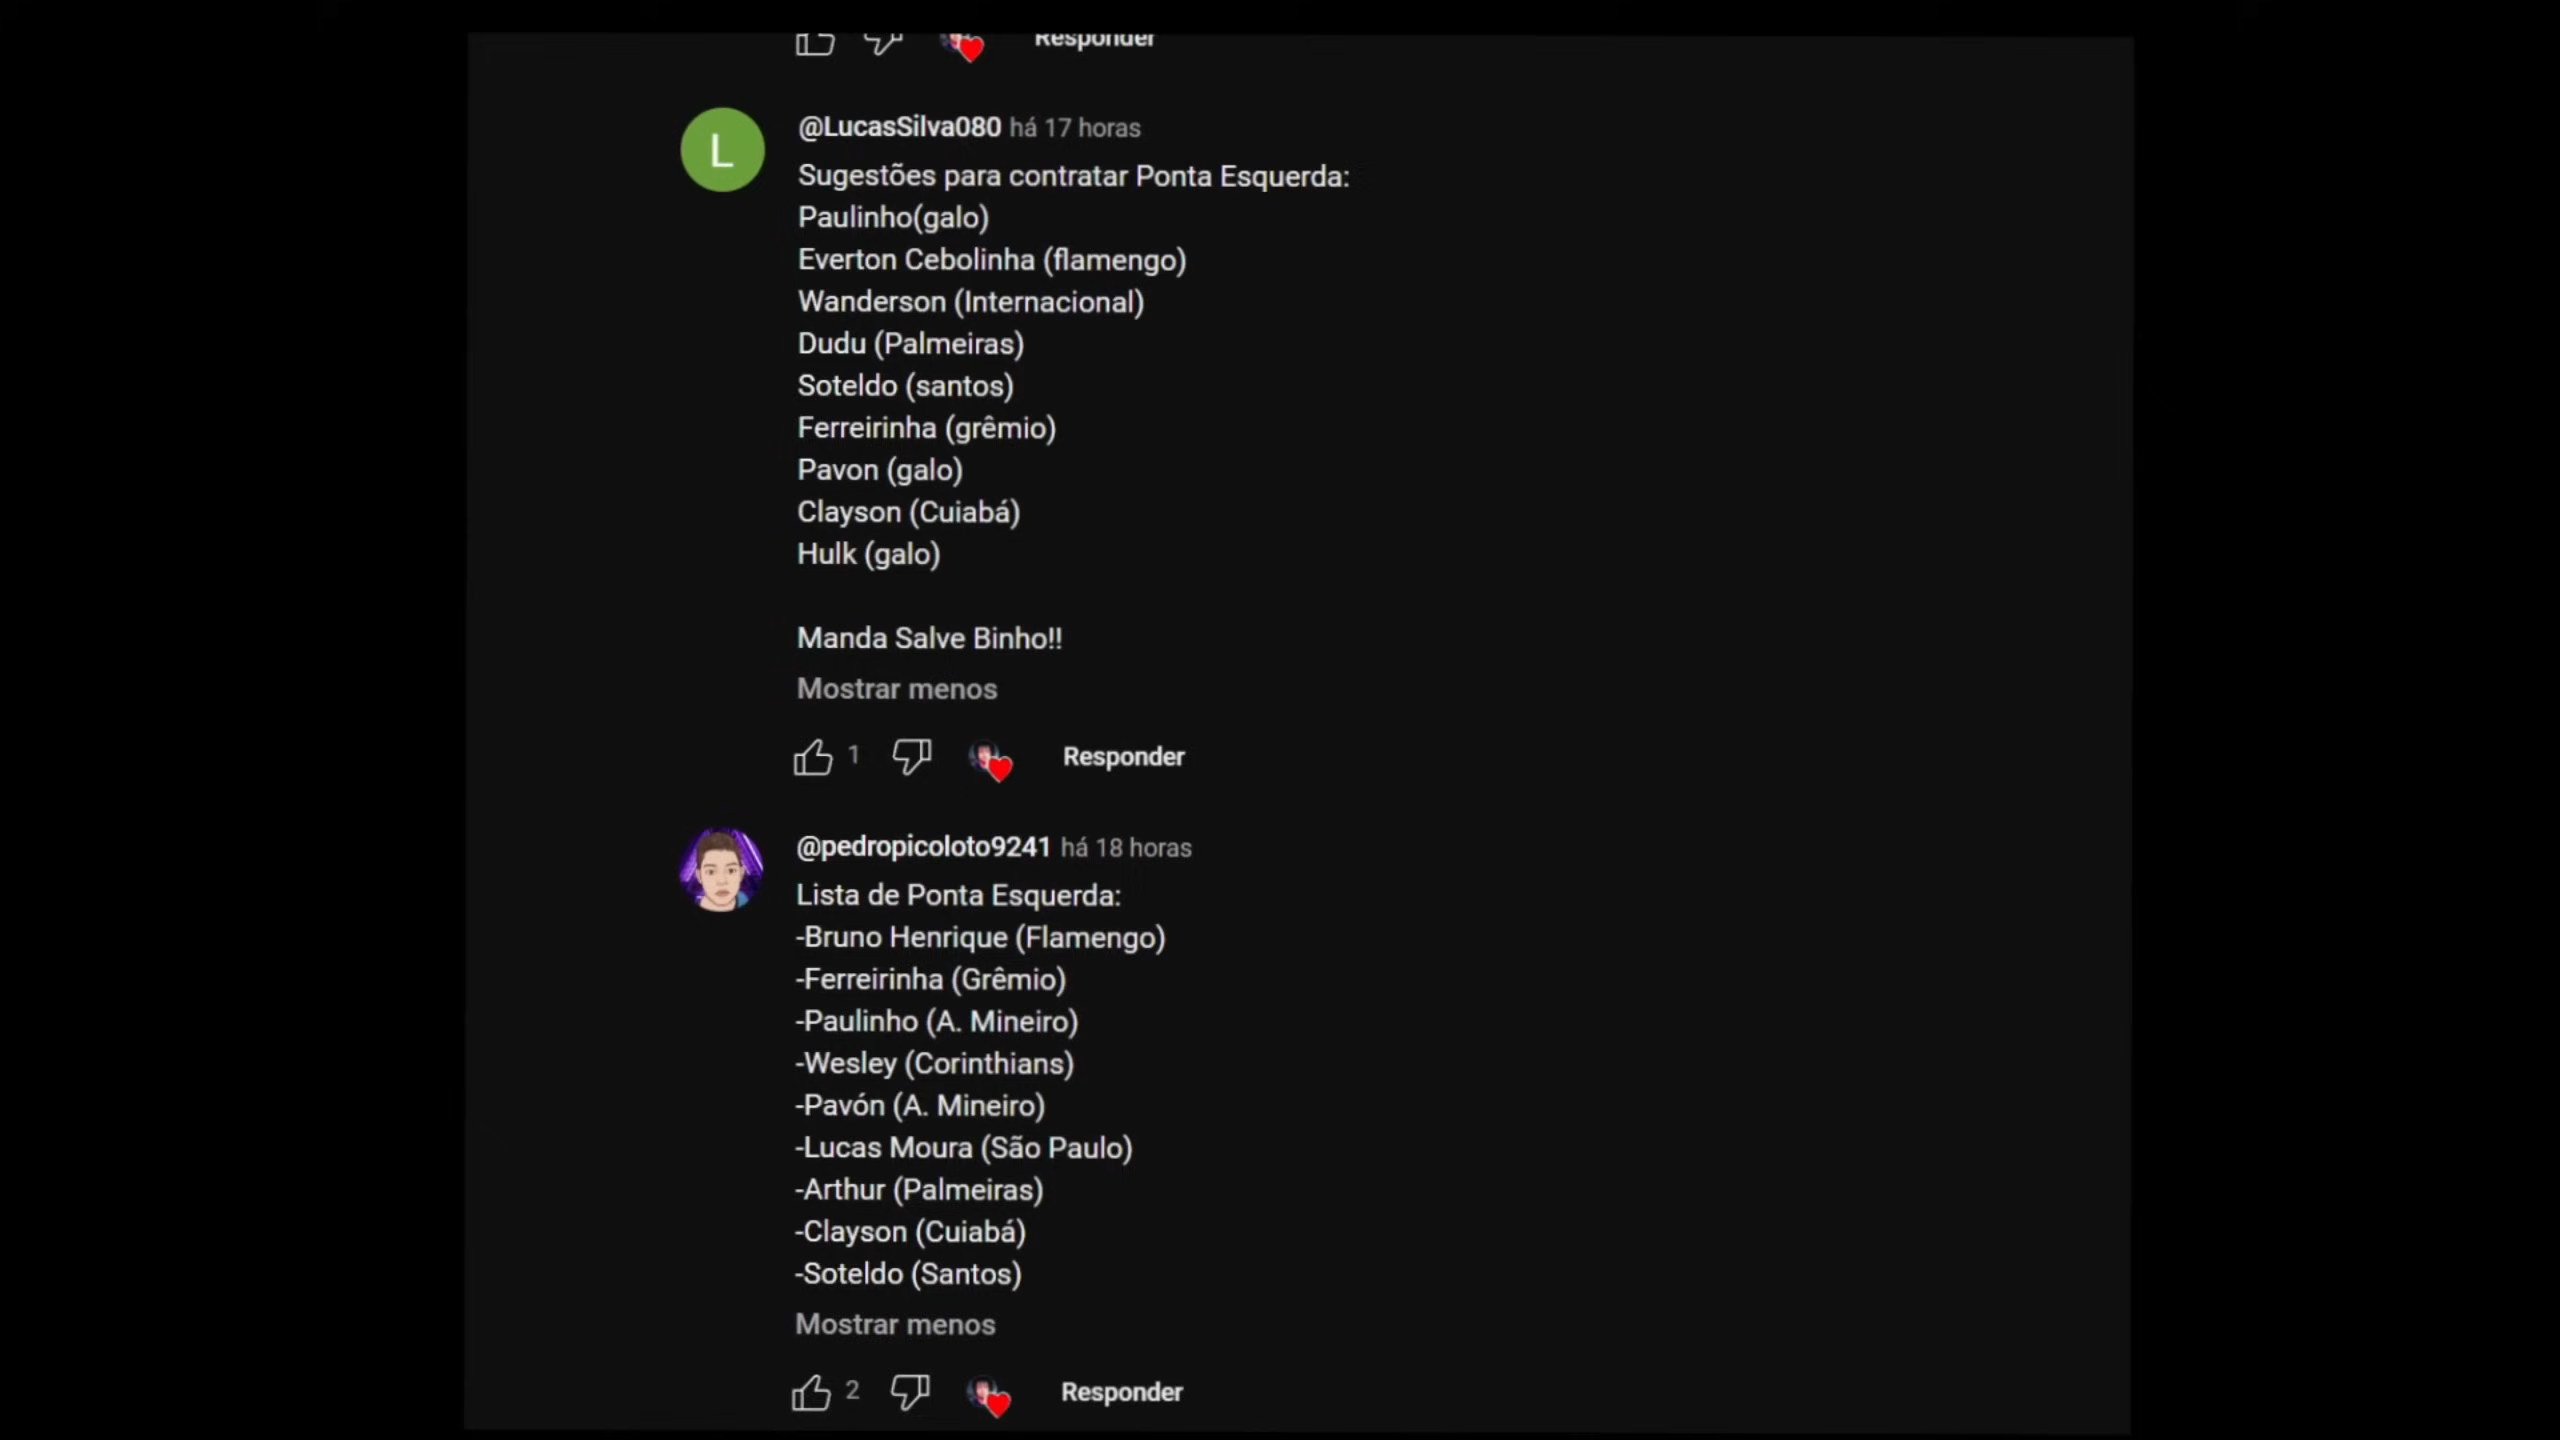 Responder
L
@LucasSilva080 há 17 horas
Sugestões para contratar Ponta Esquerda:
Paulinho(galo)
Everton Cebolinha (flamengo)
Wanderson (Internacional)
Dudu (Palmeiras)
Soteldo (santos)
Ferreirinha (grêmio)
Pavon (galo)
Clayson (Cuiabá)
Hulk (galo)
Manda Salve Binho!!
Mostrar menos
1 Responder
@pedropicoloto9241 há 18 horas
Lista de Ponta Esquerda:
-Bruno Henrique (Flamengo)
-Ferreirinha (Grêmio)
-Paulinho (A. Mineiro)
-Wesley (Corinthians)
-Pavón (A. Mineiro)
-Lucas Moura (São Paulo)
-Arthur (Palmeiras)
-Clayson (Cuiabá)
-Soteldo (Santos)
Mostrar menos
2 Responder